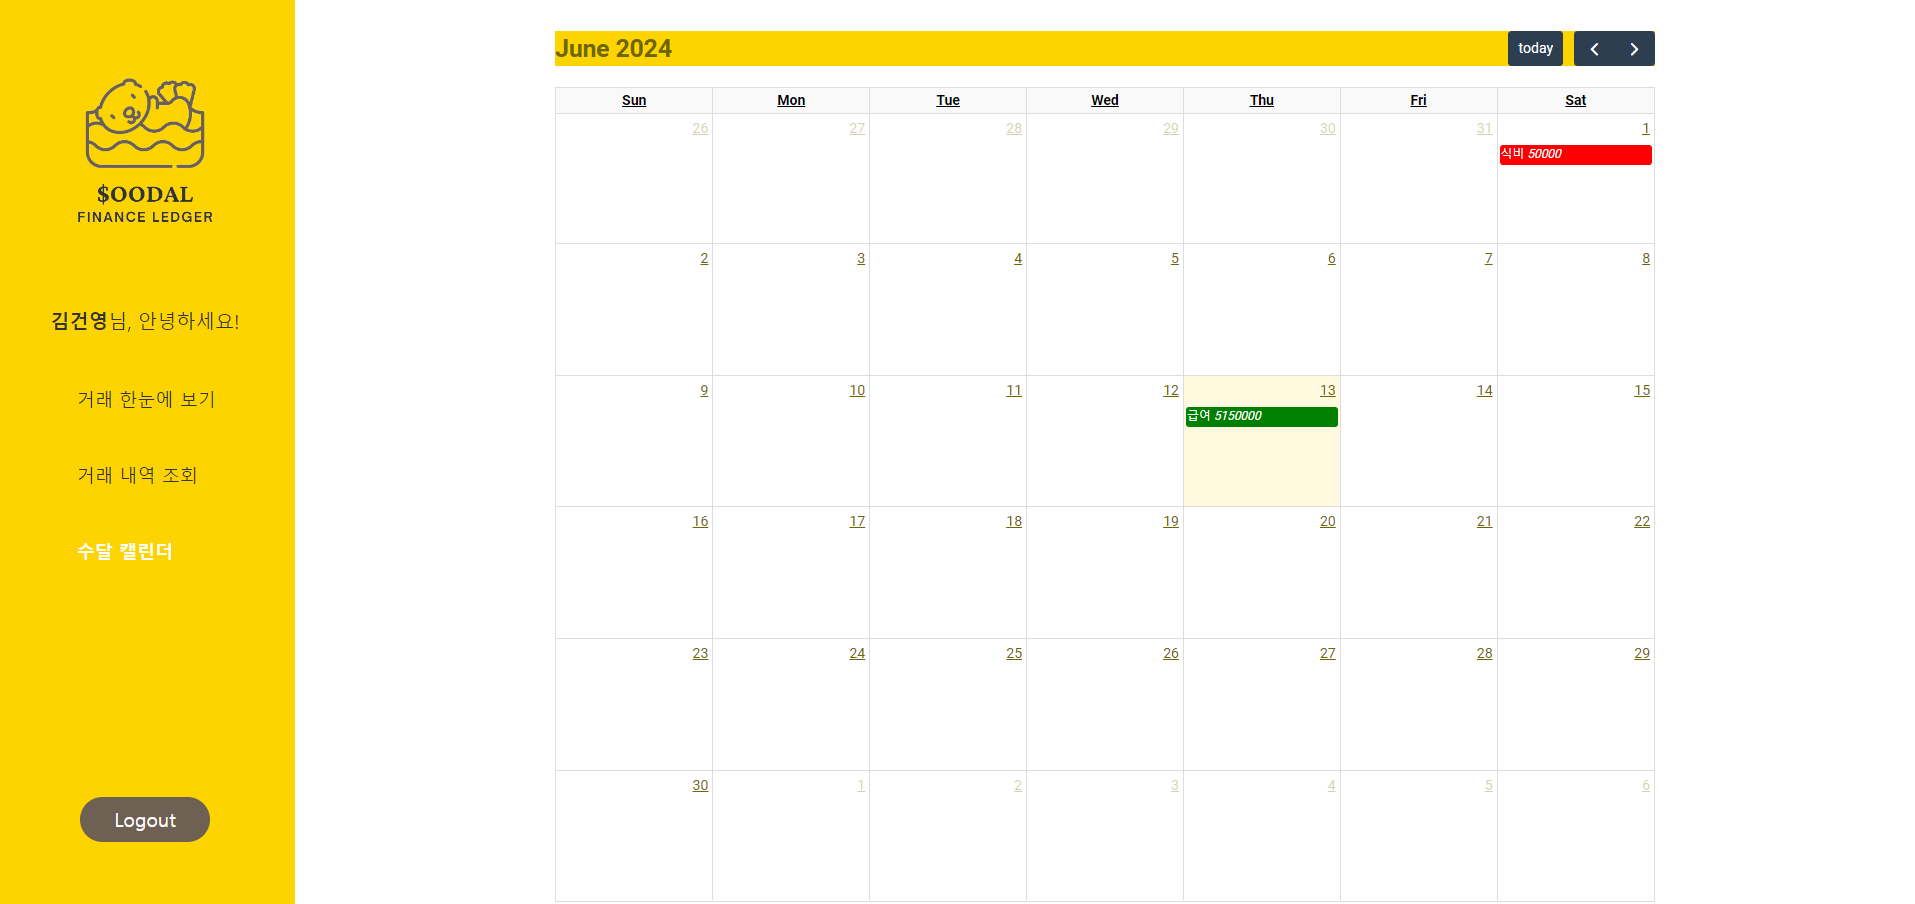 $OODAL
FINANCE LEDGER
김건영님, 안녕하세요!
거래 한눈에 보기
거래 내역 조회
수달 캘린더
Logout
June 2024
today
Sun Mon Tue Wed Thu Fri Sat
26 27 28 29 30 31 1
식비 50000
2 3 4 5 6 7 8
9 10 11 12 13 14 15
급여 5150000
16 17 18 19 20 21 22
23 24 25 26 27 28 29
30 1 2 3 4 5 6